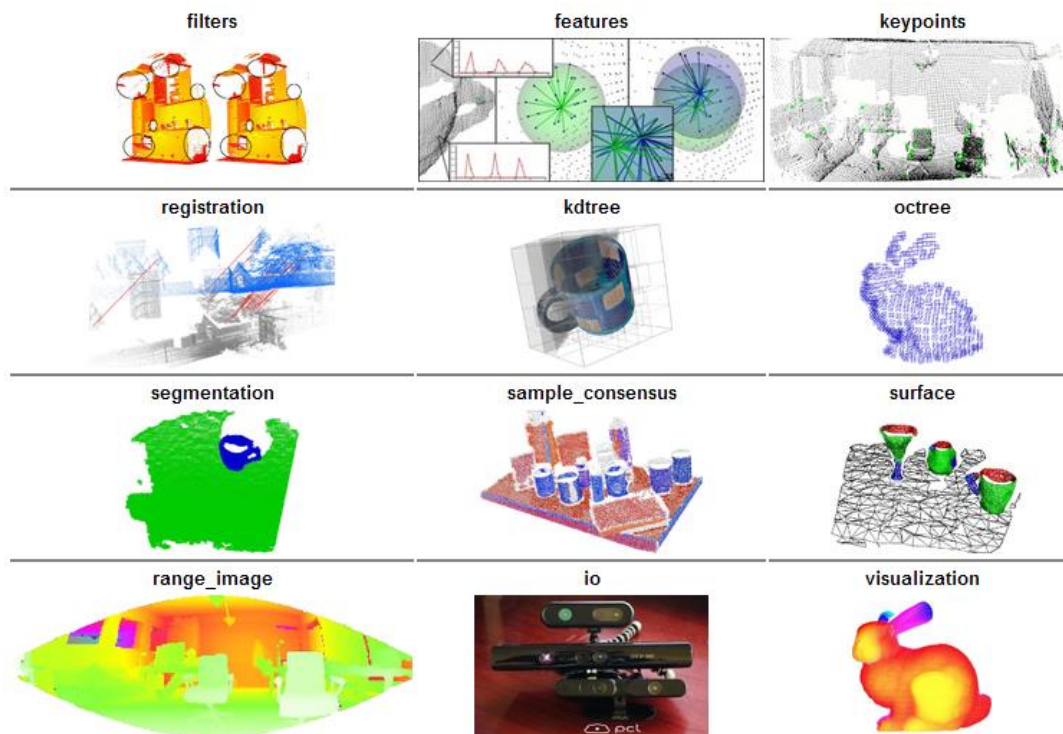 filters
features
keypoints
registration
kdtree
octree
segmentation
sample_consensus
surface
range_image
io
visualization
pcl